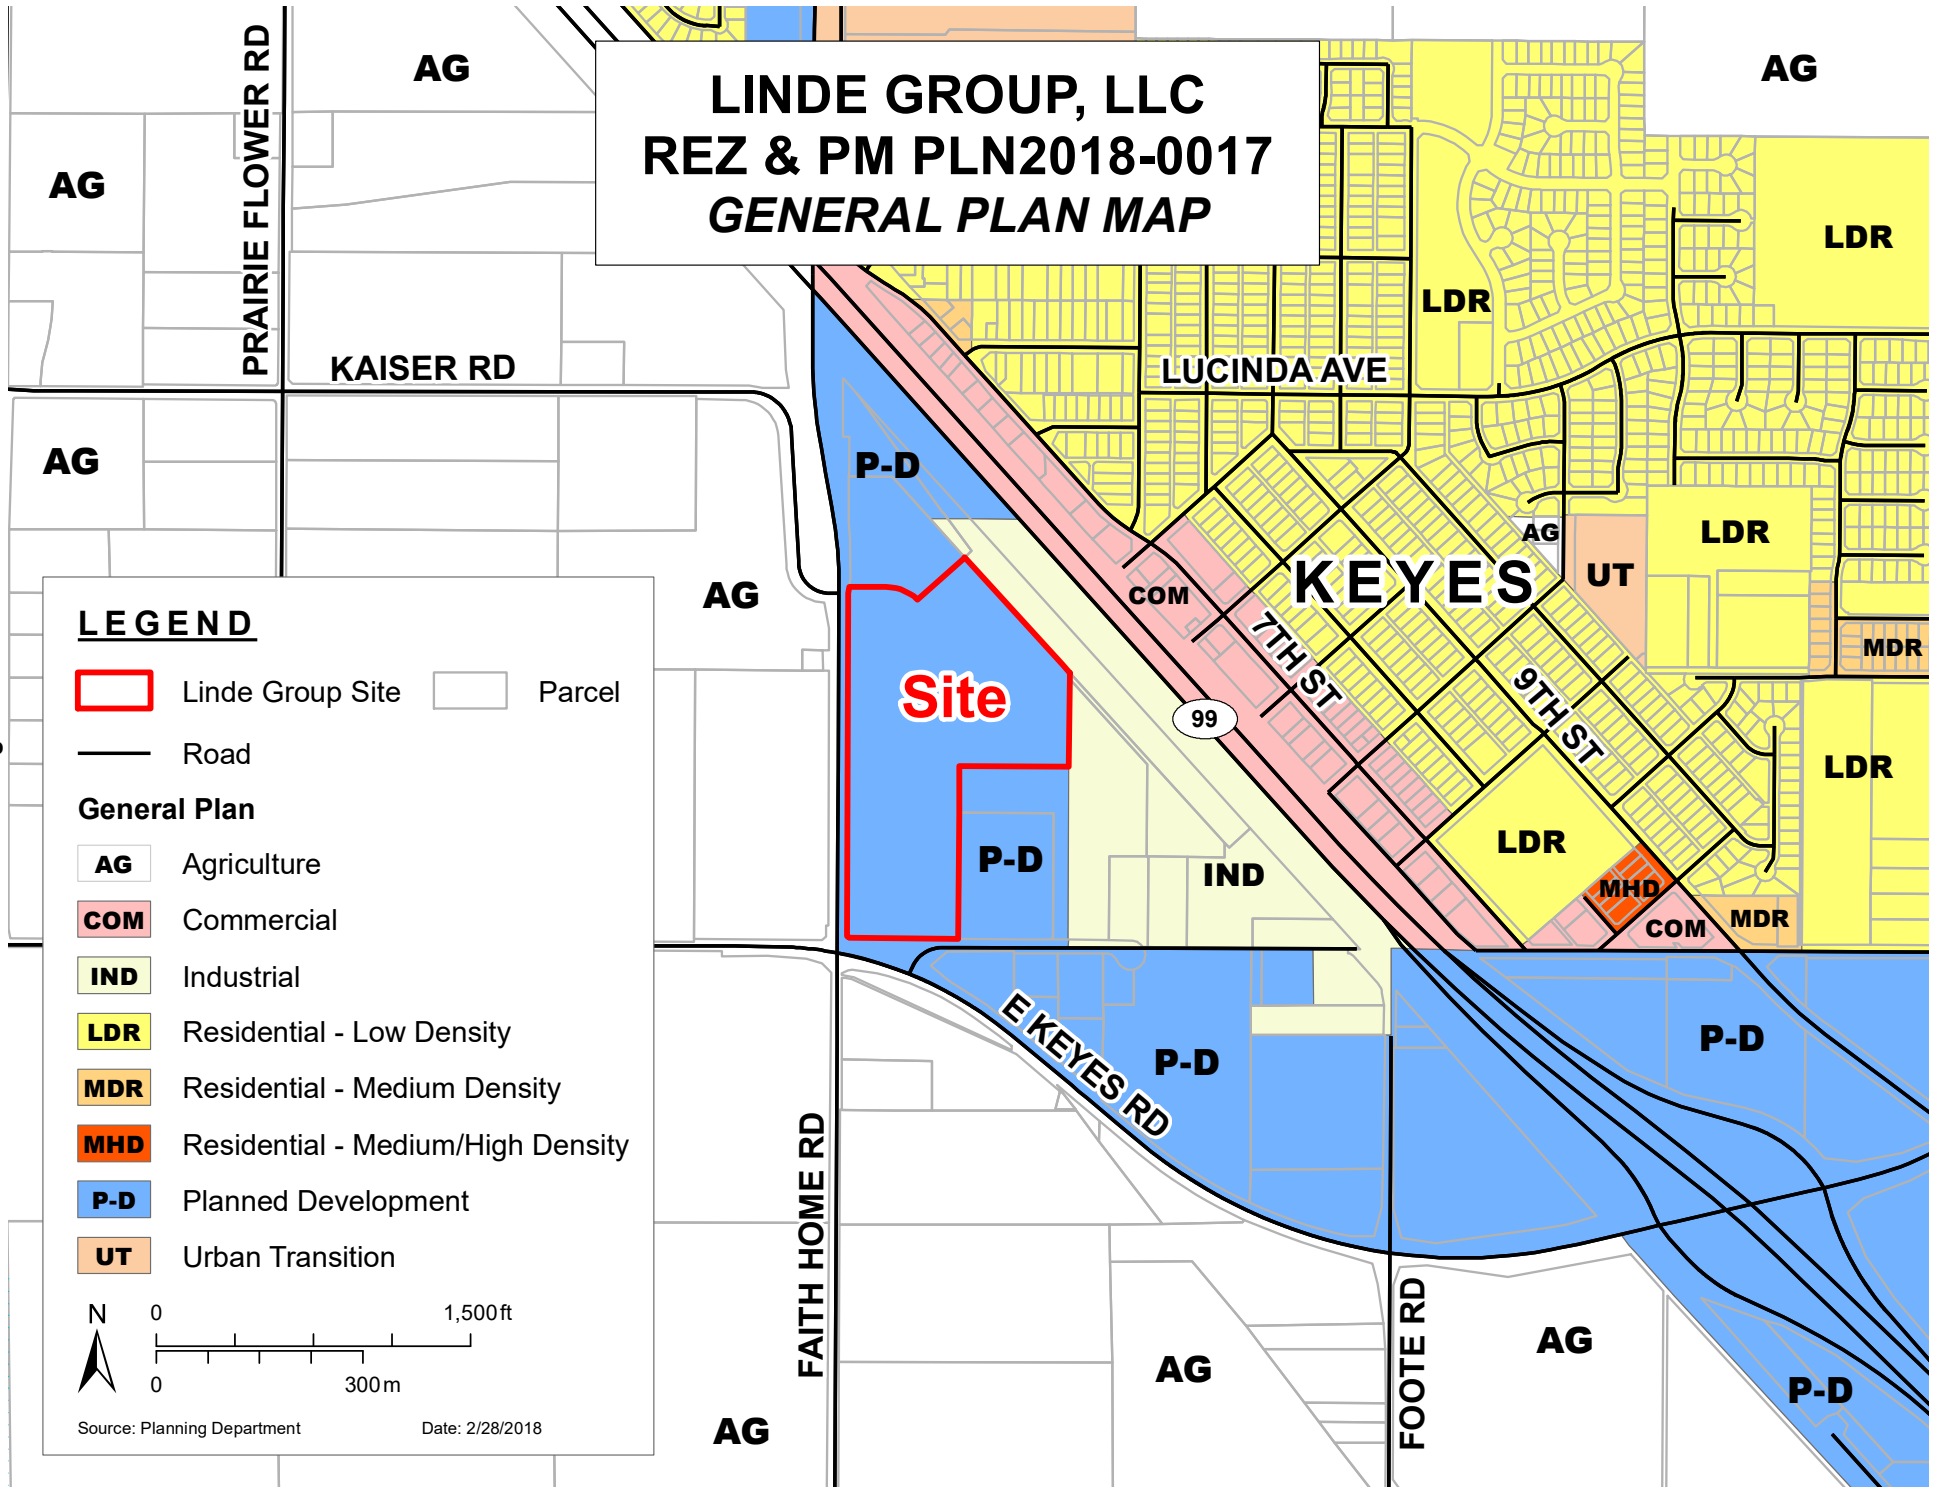 LINDE GROUP, LLC
REZ & PM PLN2018-0017
GENERAL PLAN MAP
PRAIRIE FLOWER RD
AG
AG
AG
LDR
LDR
KAISER RD
LUCINDA AVE
AG
P-D
AG
LDR
KEYES
UT
AG
COM
7TH ST
MDR
9TH ST
Site
99
LDR
P-D
IND
LDR
MHD
COM
MDR
E KEYES RD
P-D
P-D
FAITH HOME RD
FOOTE RD
AG
AG
P-D
AG
LEGEND
Linde Group Site
Parcel
Road
General Plan
AG Agriculture
COM Commercial
IND Industrial
LDR Residential - Low Density
MDR Residential - Medium Density
MHD Residential - Medium/High Density
P-D Planned Development
UT Urban Transition
N
0 1,500 ft
0 300 m
Source: Planning Department Date: 2/28/2018